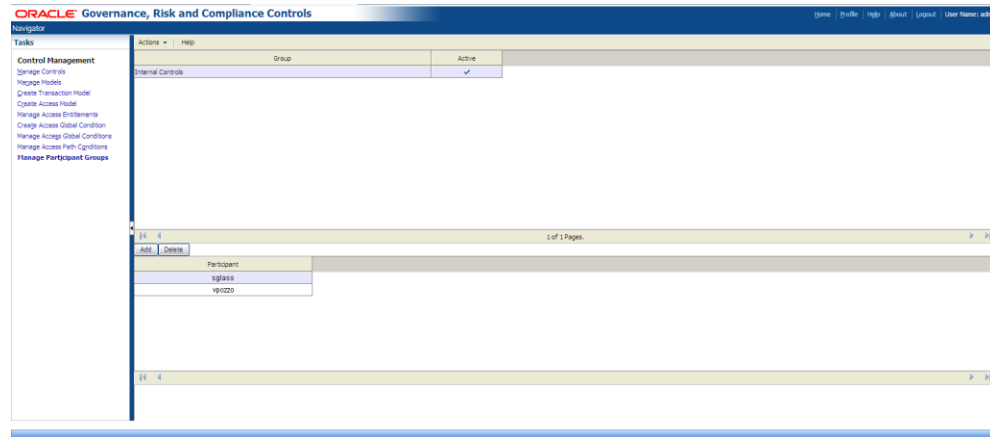 ORACLE Governance, Risk and Compliance Controls
Home Profile Help About Logout User Name: adm
Navigator
Tasks
Actions Help
Control Management
Manage Controls
Manage Models
Create Transaction Model
Create Access Model
Manage Access Entitlements
Create Access Global Condition
Manage Access Global Conditions
Manage Access Path Conditions
Manage Participant Groups
Group Active
Internal Controls
1 of 1 Pages.
Add Delete
Participant
sglass
vpozzo